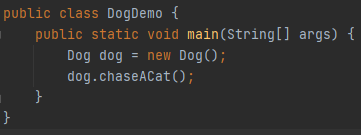 public class DogDemo {
    public static void main(String[] args) {
        Dog dog = new Dog();
        dog.chaseACat();
    }
}